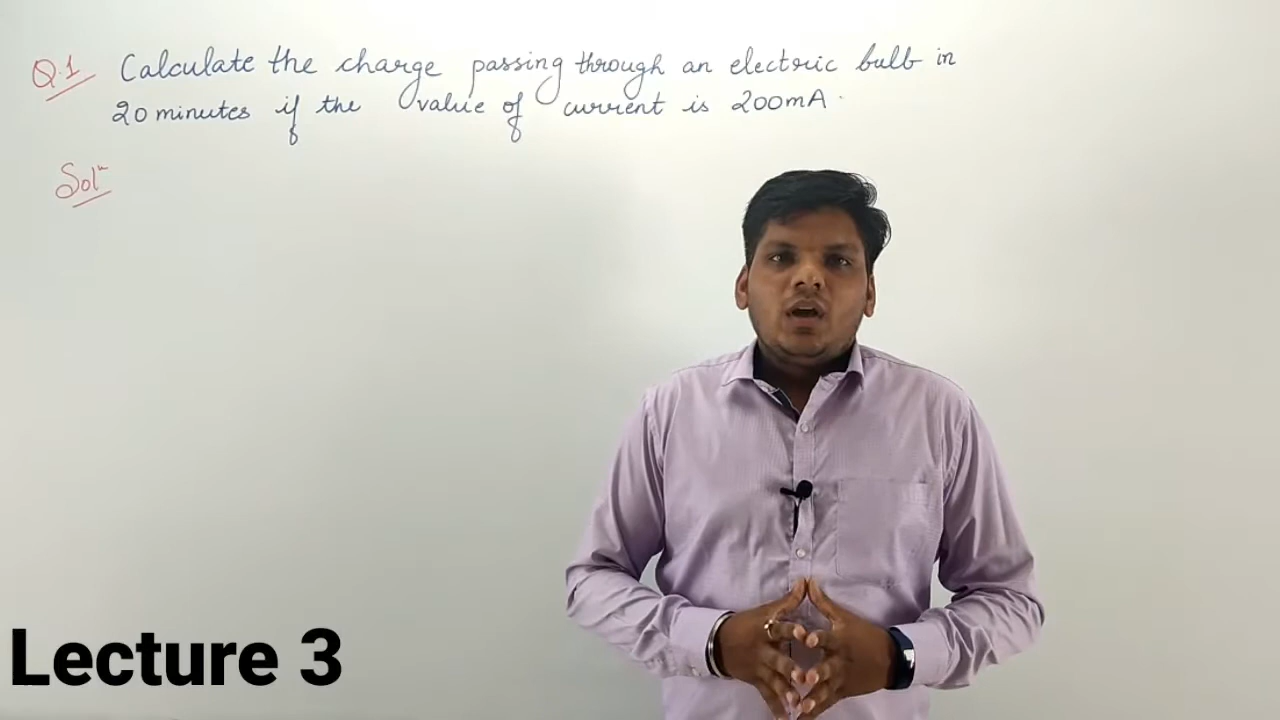 Q.1 Calculate the charge passing through an electric bulb in
20 minutes if the value of current is 200mA.
Solⁿ
Lecture 3